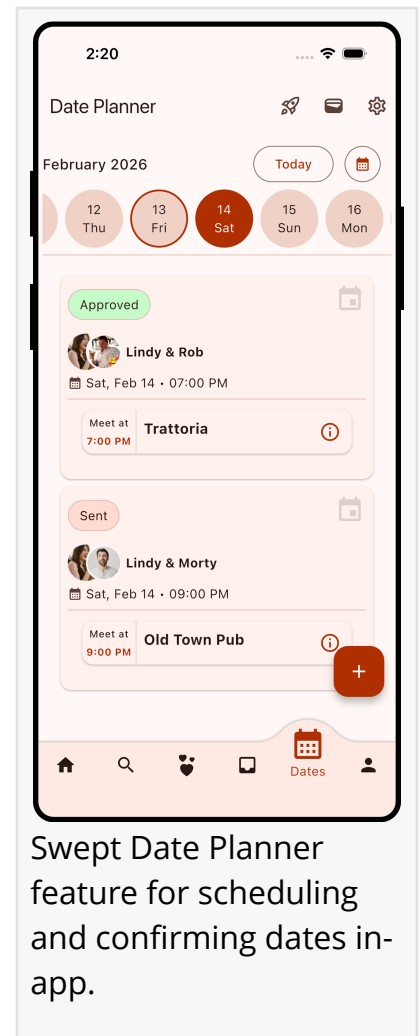 2:20
Date Planner
February 2026
Today
12 13 14 15 16
Thu Fri Sat Sun Mon
Approved
Lindy & Rob
Sat, Feb 14 • 07:00 PM
Meet at
7:00 PM
Trattoria
Sent
Lindy & Morty
Sat, Feb 14 • 09:00 PM
Meet at
9:00 PM
Old Town Pub
+
Dates
Swept Date Planner
feature for scheduling
and confirming dates in-
app.